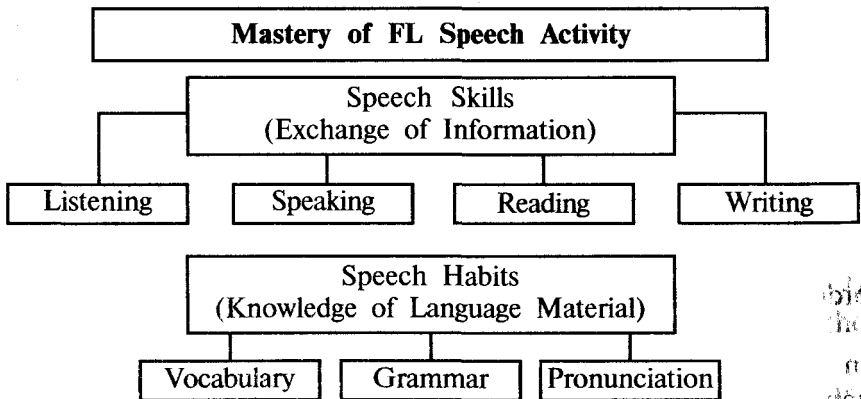 Mastery of FL Speech Activity
Speech Skills
(Exchange of Information)
Listening Speaking Reading Writing
Speech Habits
(Knowledge of Language Material)
Vocabulary Grammar Pronunciation